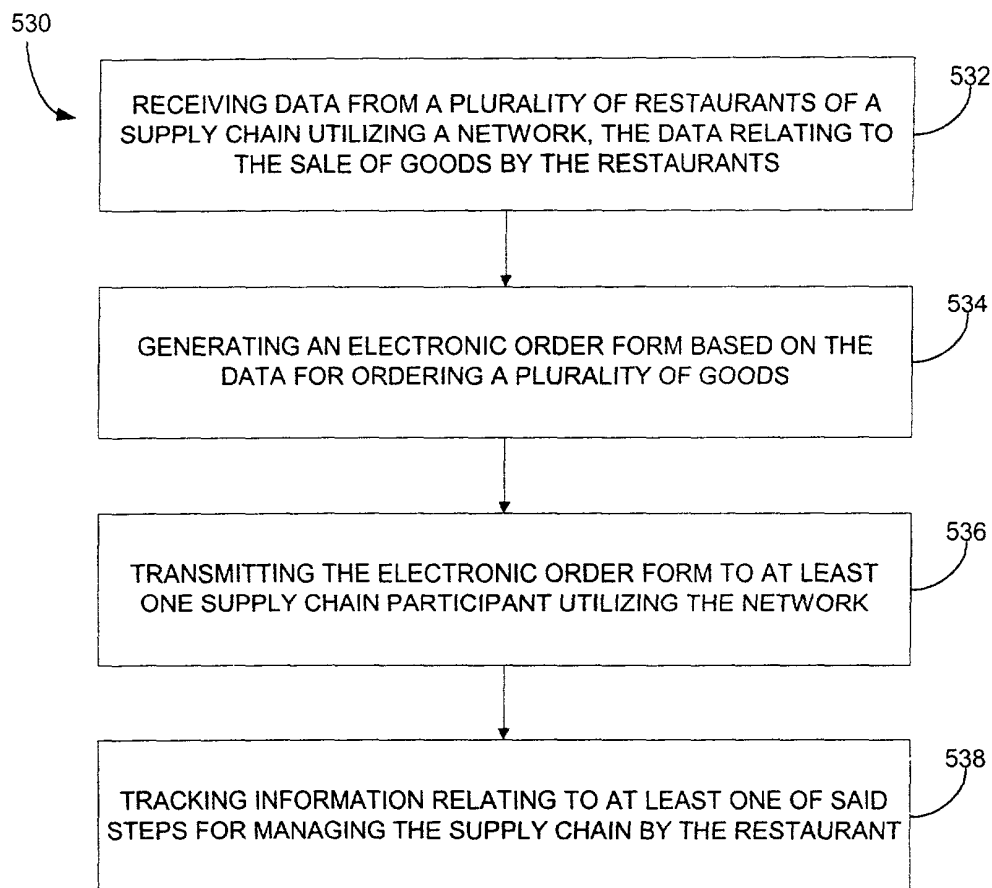 530
532
RECEIVING DATA FROM A PLURALITY OF RESTAURANTS OF A
SUPPLY CHAIN UTILIZING A NETWORK, THE DATA RELATING TO
THE SALE OF GOODS BY THE RESTAURANTS
534
GENERATING AN ELECTRONIC ORDER FORM BASED ON THE
DATA FOR ORDERING A PLURALITY OF GOODS
536
TRANSMITTING THE ELECTRONIC ORDER FORM TO AT LEAST
ONE SUPPLY CHAIN PARTICIPANT UTILIZING THE NETWORK
538
TRACKING INFORMATION RELATING TO AT LEAST ONE OF SAID
STEPS FOR MANAGING THE SUPPLY CHAIN BY THE RESTAURANT